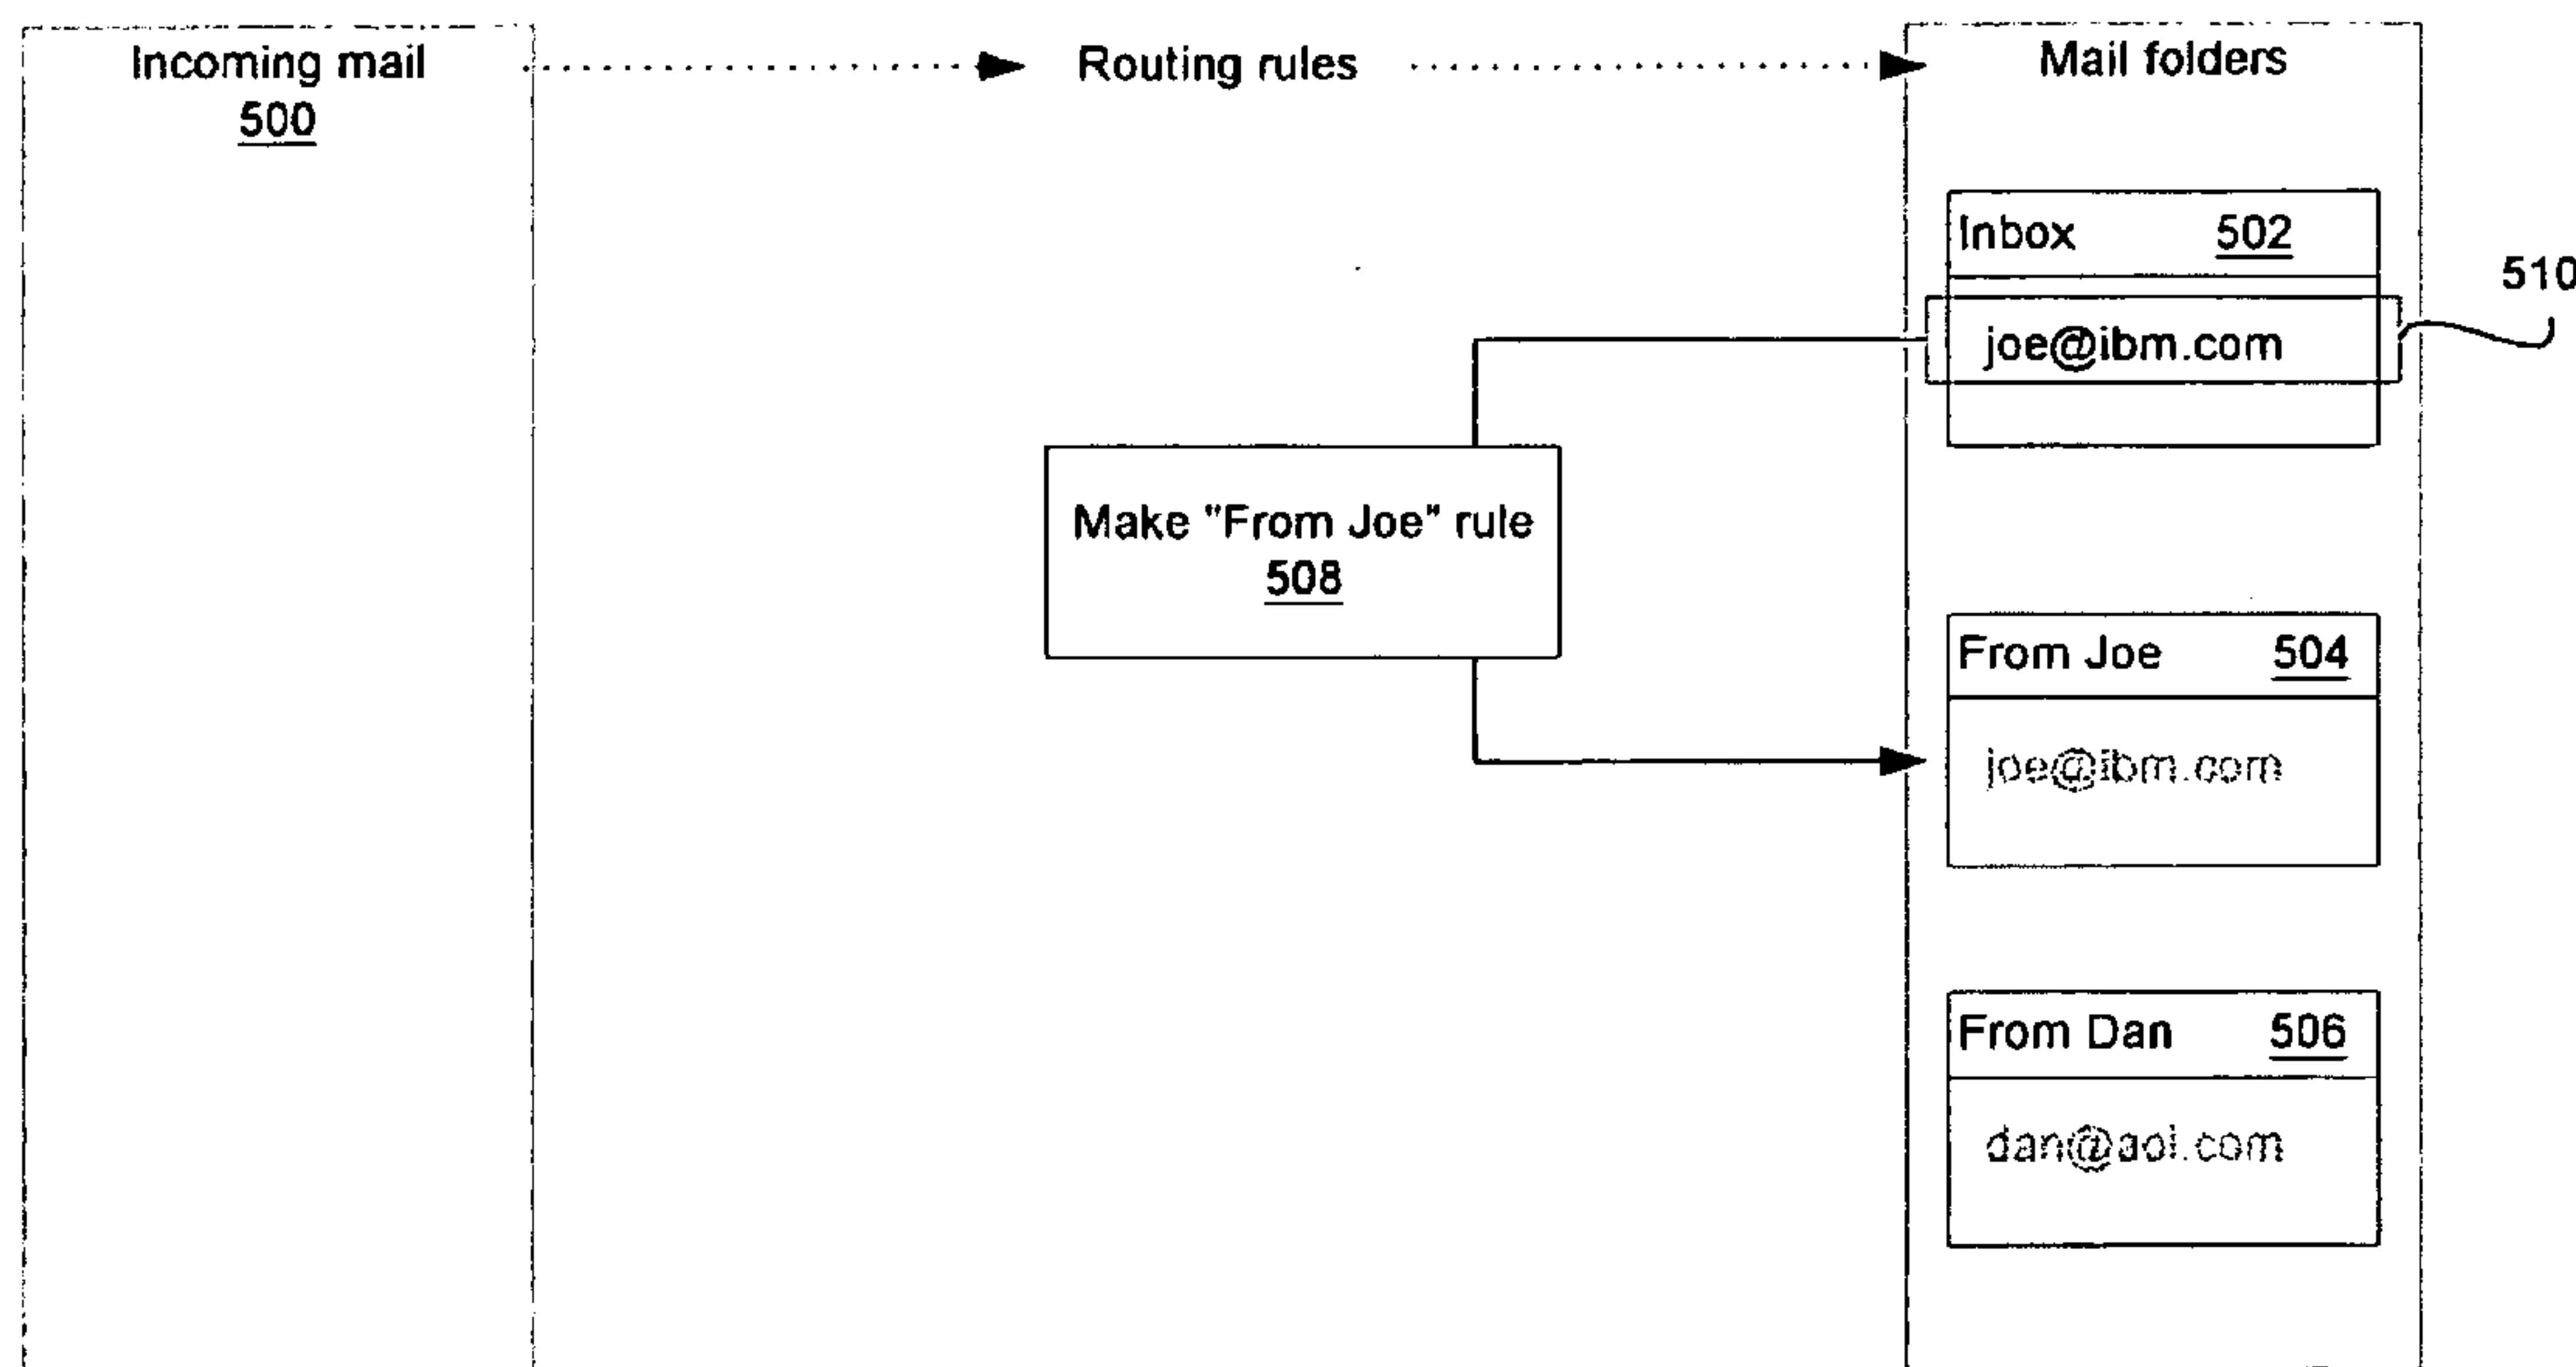 Incoming mail
500
Routing rules
Mail folders
Inbox 502
510
joe@ibm.com
Make "From Joe" rule
508
From Joe 504
joe@ibm.com
From Dan 506
dan@aol.com